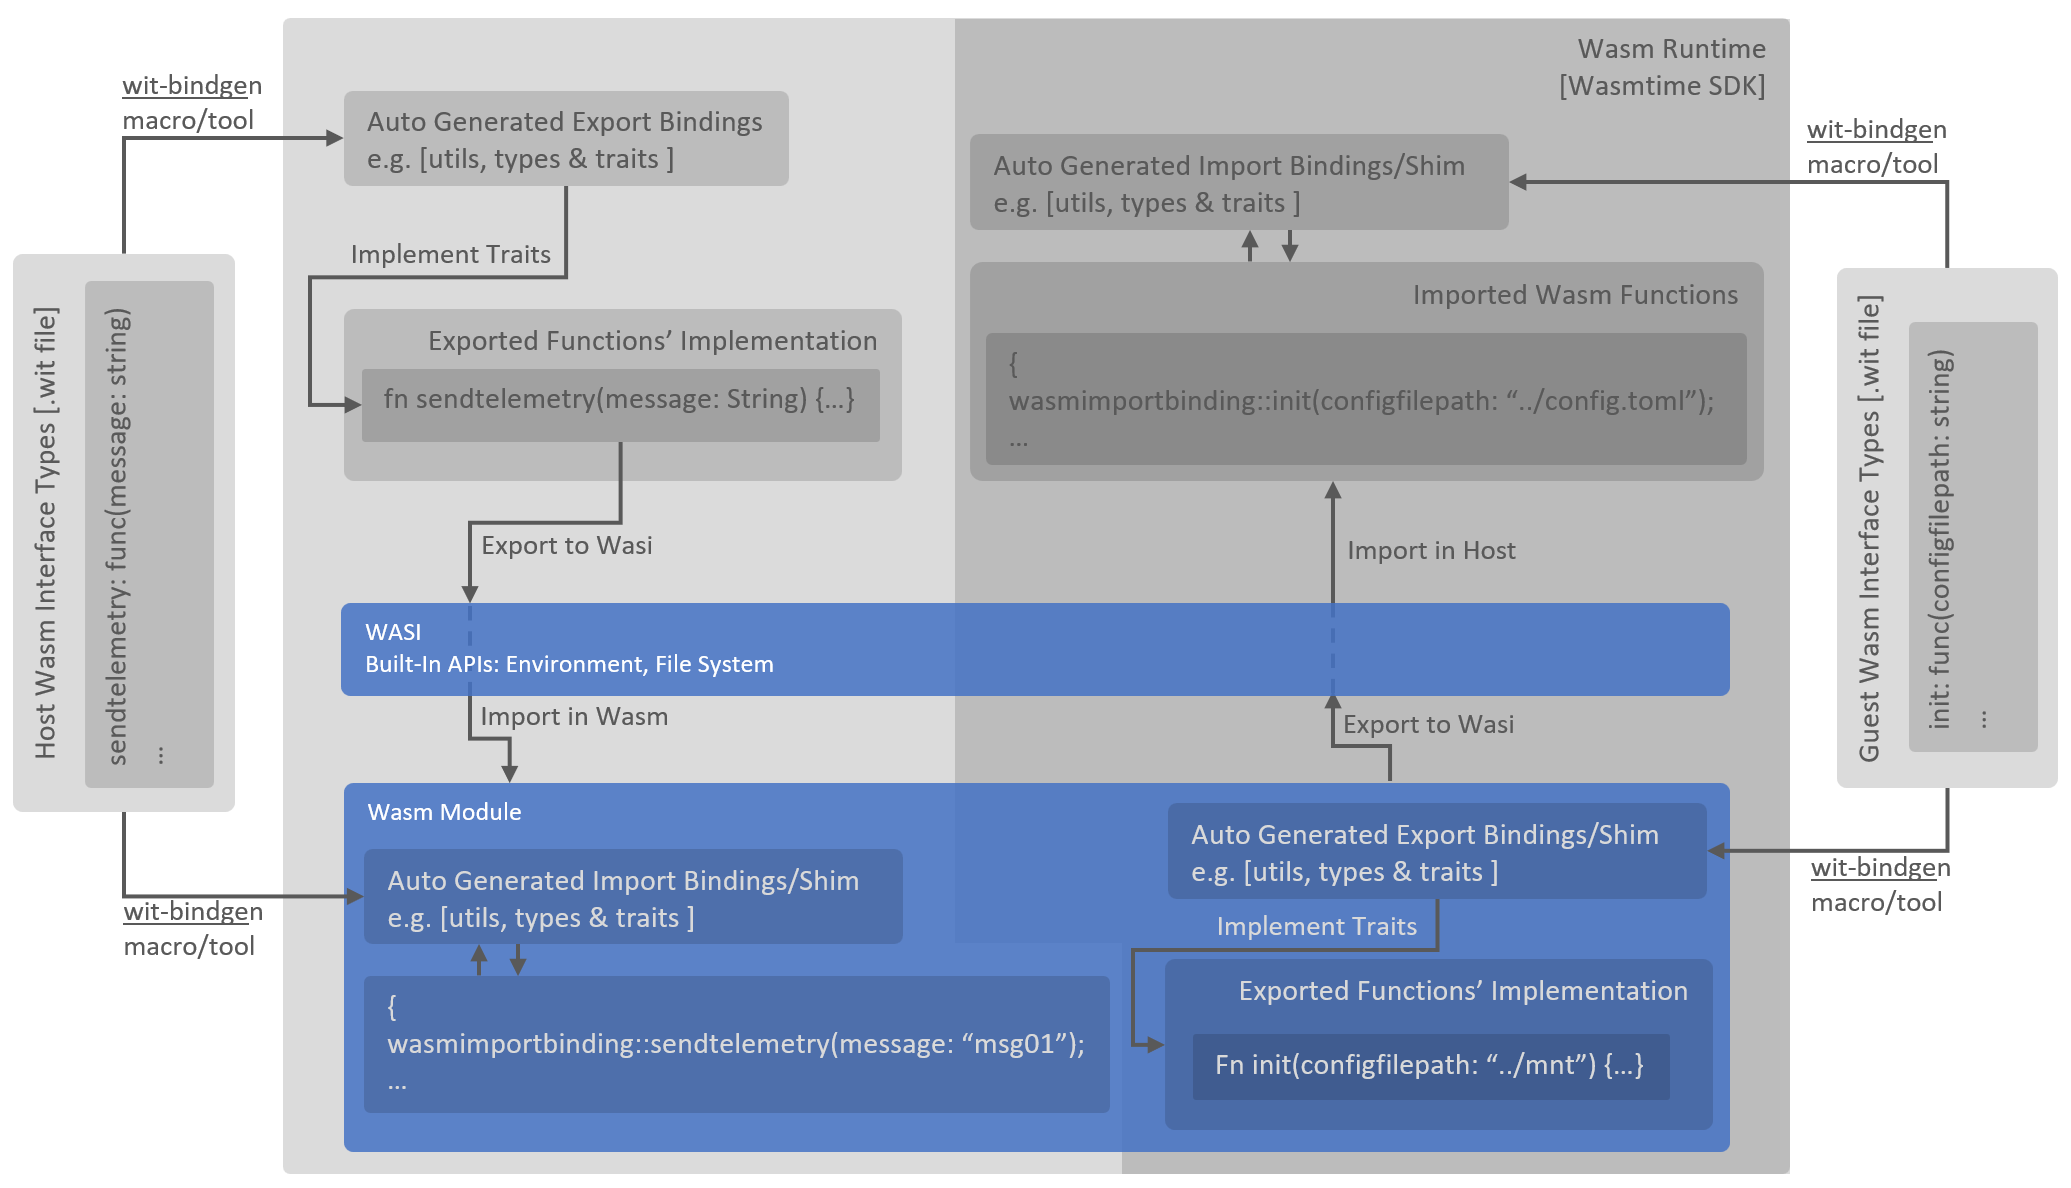 Wasm Runtime
[Wasmtime SDK]
wit-bindgen
macro/tool
Auto Generated Export Bindings
e.g. [utils, types & traits ]
Implement Traits
Exported Functions’ Implementation
fn sendtelemetry(message: String) {…}
Export to Wasi
Host Wasm Interface Types [.wit file]
sendtelemetry: func(message: string)
…
wit-bindgen
macro/tool
Auto Generated Import Bindings/Shim
e.g. [utils, types & traits ]
Imported Wasm Functions
{
wasmimportbinding::init(configfilepath: “../config.toml”);
…
Import in Host
wit-bindgen
macro/tool
Guest Wasm Interface Types [.wit file]
init: func(configfilepath: string)
…
wit-bindgen
macro/tool
WASI
Built-In APIs: Environment, File System
Import in Wasm
Export to Wasi
Wasm Module
Auto Generated Import Bindings/Shim
e.g. [utils, types & traits ]
{
wasmimportbinding::sendtelemetry(message: “msg01”);
…
Auto Generated Export Bindings/Shim
e.g. [utils, types & traits ]
Implement Traits
Exported Functions’ Implementation
Fn init(configfilepath: “../mnt”) {…}